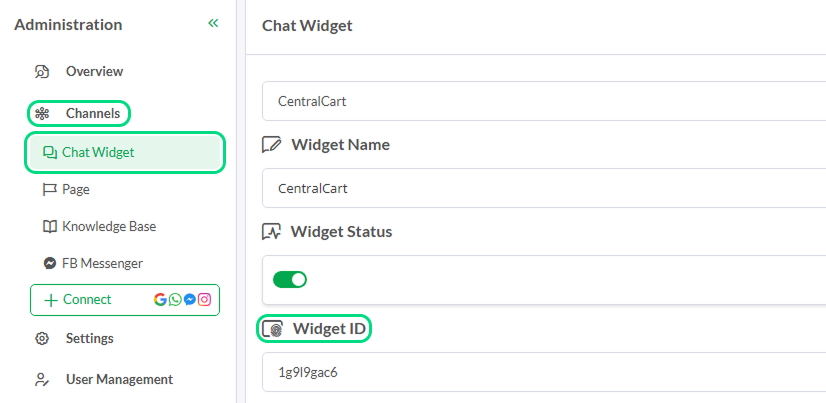 Administration
Overview
Channels
Chat Widget
Page
Knowledge Base
FB Messenger
Connect
Settings
User Management
Chat Widget
CentralCart
Widget Name
CentralCart
Widget Status
Widget ID
1g9l9gac6